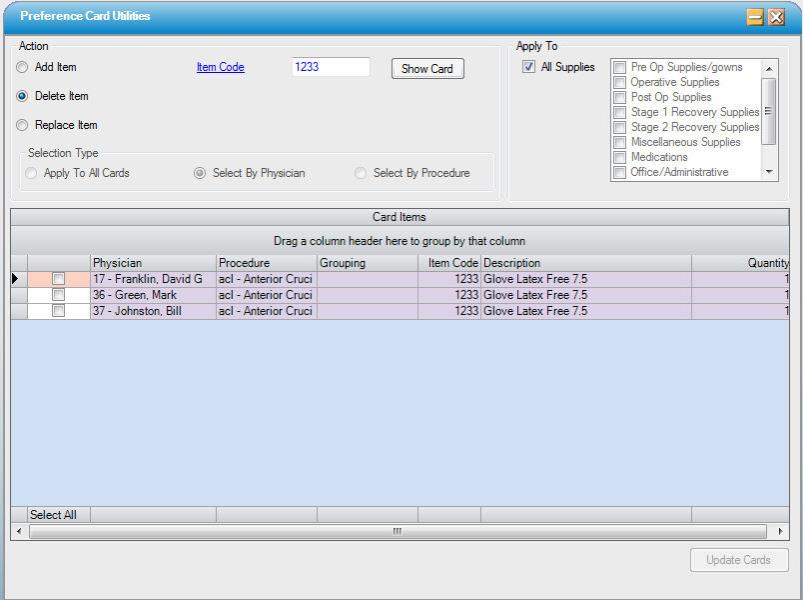 Preference Card Utilities
Action
Add Item
Item Code
1233
Show Card
Delete Item
Replace Item
Selection Type
Apply To All Cards
Select By Physician
Select By Procedure
Apply To
All Supplies
Pre Op Supplies/gowns
Operative Supplies
Post Op Supplies
Stage 1 Recovery Supplies
Stage 2 Recovery Supplies
Miscellaneous Supplies
Medications
Office/Administrative
Card Items
Drag a column header here to group by that column
Physician Procedure Grouping Item Code Description Quantity
17 - Franklin, David G acl - Anterior Cruci 1233 Glove Latex Free 7.5 1
36 - Green, Mark acl - Anterior Cruci 1233 Glove Latex Free 7.5 1
37 - Johnston, Bill acl - Anterior Cruci 1233 Glove Latex Free 7.5 1
Select All
Update Cards